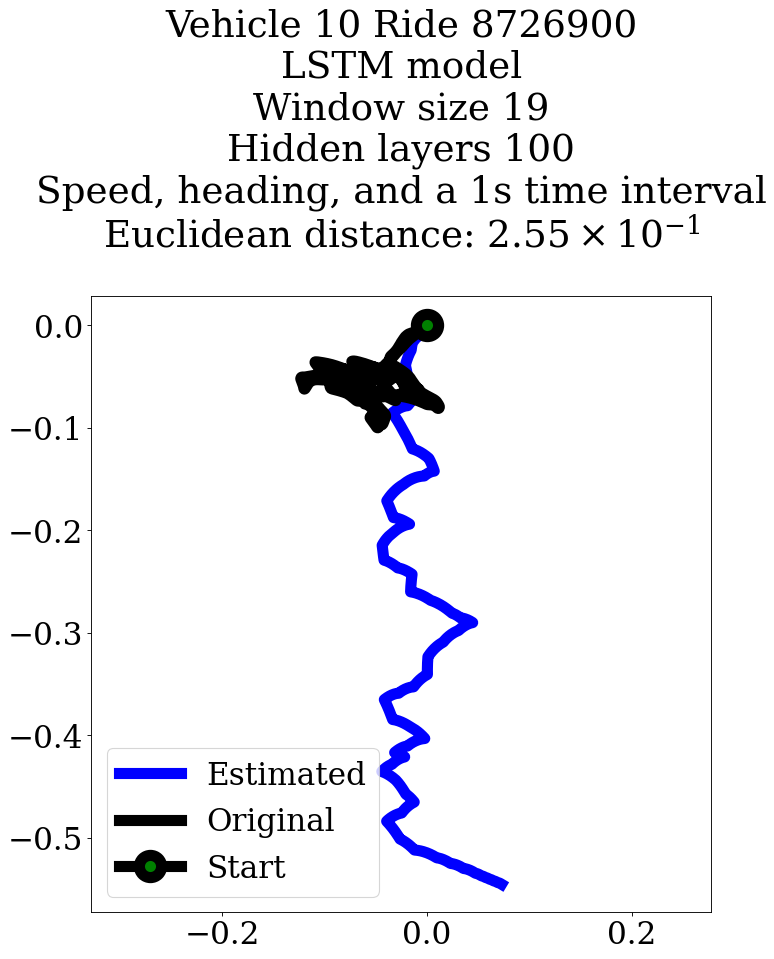 Vehicle 10 Ride 8726900
LSTM model
Window size 19
Hidden layers 100
Speed, heading, and a 1s time interval
Euclidean distance: 2.55 × 10⁻¹
0.0
−0.1
−0.2
−0.3
−0.4
−0.5
Estimated
Original
Start
−0.2 0.0 0.2